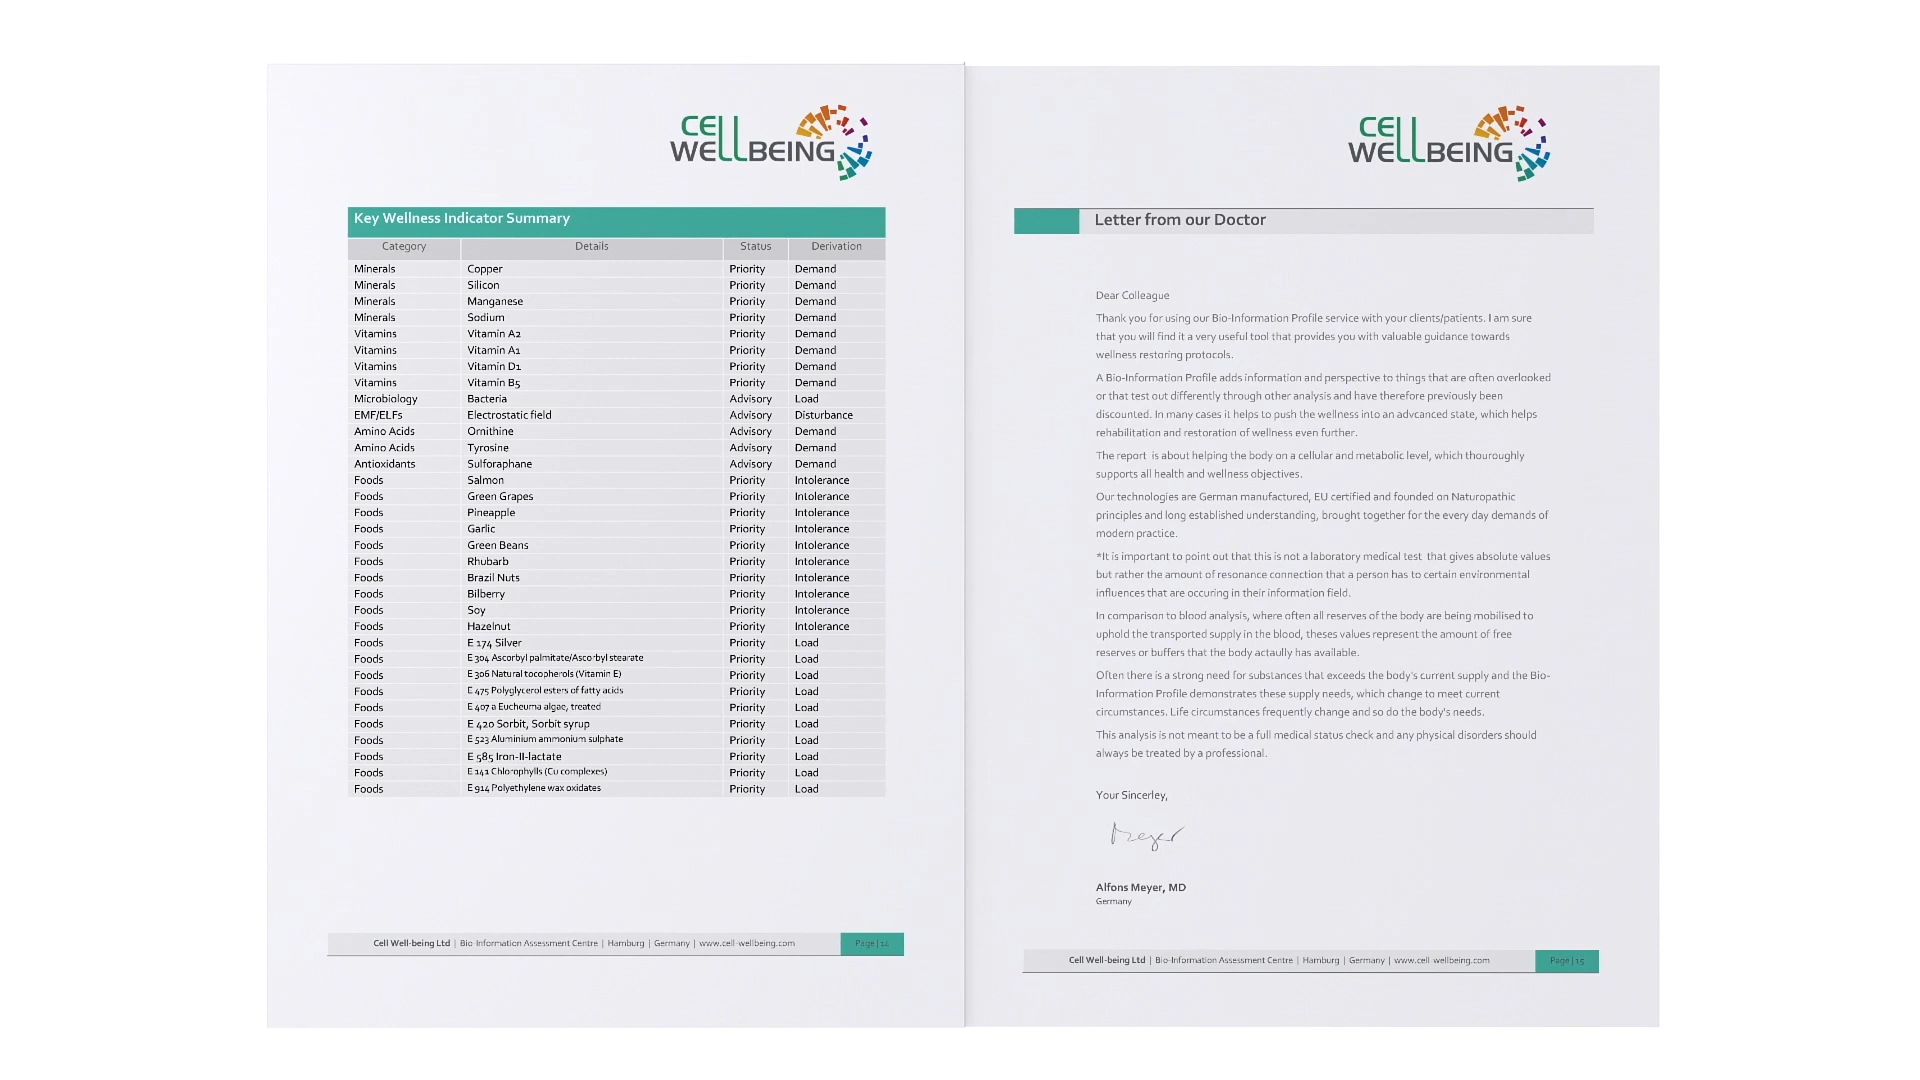 CELL
WELLBEING
Key Wellness Indicator Summary
Category Details Status Derivation
Minerals Copper Priority Demand
Minerals Silicon Priority Demand
Minerals Manganese Priority Demand
Minerals Sodium Priority Demand
Vitamins Vitamin A2 Priority Demand
Vitamins Vitamin A1 Priority Demand
Vitamins Vitamin D1 Priority Demand
Vitamins Vitamin B5 Priority Demand
Microbiology Bacteria Advisory Load
EMF/ELFs Electrostatic field Advisory Disturbance
Amino Acids Ornithine Advisory Demand
Amino Acids Tyrosine Advisory Demand
Antioxidants Sulforaphane Advisory Demand
Foods Salmon Priority Intolerance
Foods Green Grapes Priority Intolerance
Foods Pineapple Priority Intolerance
Foods Garlic Priority Intolerance
Foods Green Beans Priority Intolerance
Foods Rhubarb Priority Intolerance
Foods Brazil Nuts Priority Intolerance
Foods Bilberry Priority Intolerance
Foods Soy Priority Intolerance
Foods Hazelnut Priority Intolerance
Foods E 174 Silver Priority Load
Foods E 304 Ascorbyl palmitate/Ascorbyl stearate Priority Load
Foods E 306 Natural tocopherols (Vitamin E) Priority Load
Foods E 475 Polyglycerol esters of fatty acids Priority Load
Foods E 407 a Eucheuma algae, treated Priority Load
Foods E 420 Sorbit, Sorbit syrup Priority Load
Foods E 523 Aluminium ammonium sulphate Priority Load
Foods E 585 Iron-II-lactate Priority Load
Foods E 141 Chlorophylls (Cu complexes) Priority Load
Foods E 914 Polyethylene wax oxidates Priority Load
Cell Well-being Ltd | Bio-Information Assessment Centre | Hamburg | Germany | www.cell-wellbeing.com Page | 14
CELL
WELLBEING
Letter from our Doctor
Dear Colleague
Thank you for using our Bio-Information Profile service with your clients/patients. I am sure
that you will find it a very useful tool that provides you with valuable guidance towards
wellness restoring protocols.
A Bio-Information Profile adds information and perspective to things that are often overlooked
or that test out differently through other analysis and have therefore previously been
discounted. In many cases it helps to push the wellness into an advcanced state, which helps
rehabilitation and restoration of wellness even further.
The report is about helping the body on a cellular and metabolic level, which thouroughly
supports all health and wellness objectives.
Our technologies are German manufactured, EU certified and founded on Naturopathic
principles and long established understanding, brought together for the every day demands of
modern practice.
*It is important to point out that this is not a laboratory medical test that gives absolute values
but rather the amount of resonance connection that a person has to certain environmental
influences that are occuring in their information field.
In comparison to blood analysis, where often all reserves of the body are being mobilised to
uphold the transported supply in the blood, theses values represent the amount of free
reserves or buffers that the body actaully has available.
Often there is a strong need for substances that exceeds the body's current supply and the Bio-
Information Profile demonstrates these supply needs, which change to meet current
circumstances. Life circumstances frequently change and so do the body's needs.
This analysis is not meant to be a full medical status check and any physical disorders should
always be treated by a professional.
Your Sincerley,
Meyer
Alfons Meyer, MD
Germany
Cell Well-being Ltd | Bio-Information Assessment Centre | Hamburg | Germany | www.cell-wellbeing.com Page | 15